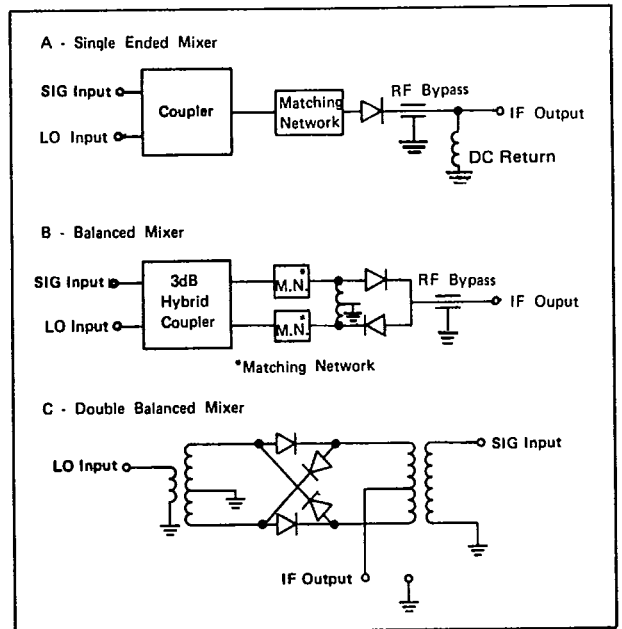 A - Single Ended Mixer
SIG Input
LO Input
Coupler
Matching
Network
RF Bypass
IF Output
DC Return
B - Balanced Mixer
SIG Input
LO Input
3dB
Hybrid
Coupler
M.N.*
M.N.*
RF Bypass
IF Ouput
*Matching Network
C - Double Balanced Mixer
LO Input
SIG Input
IF Output